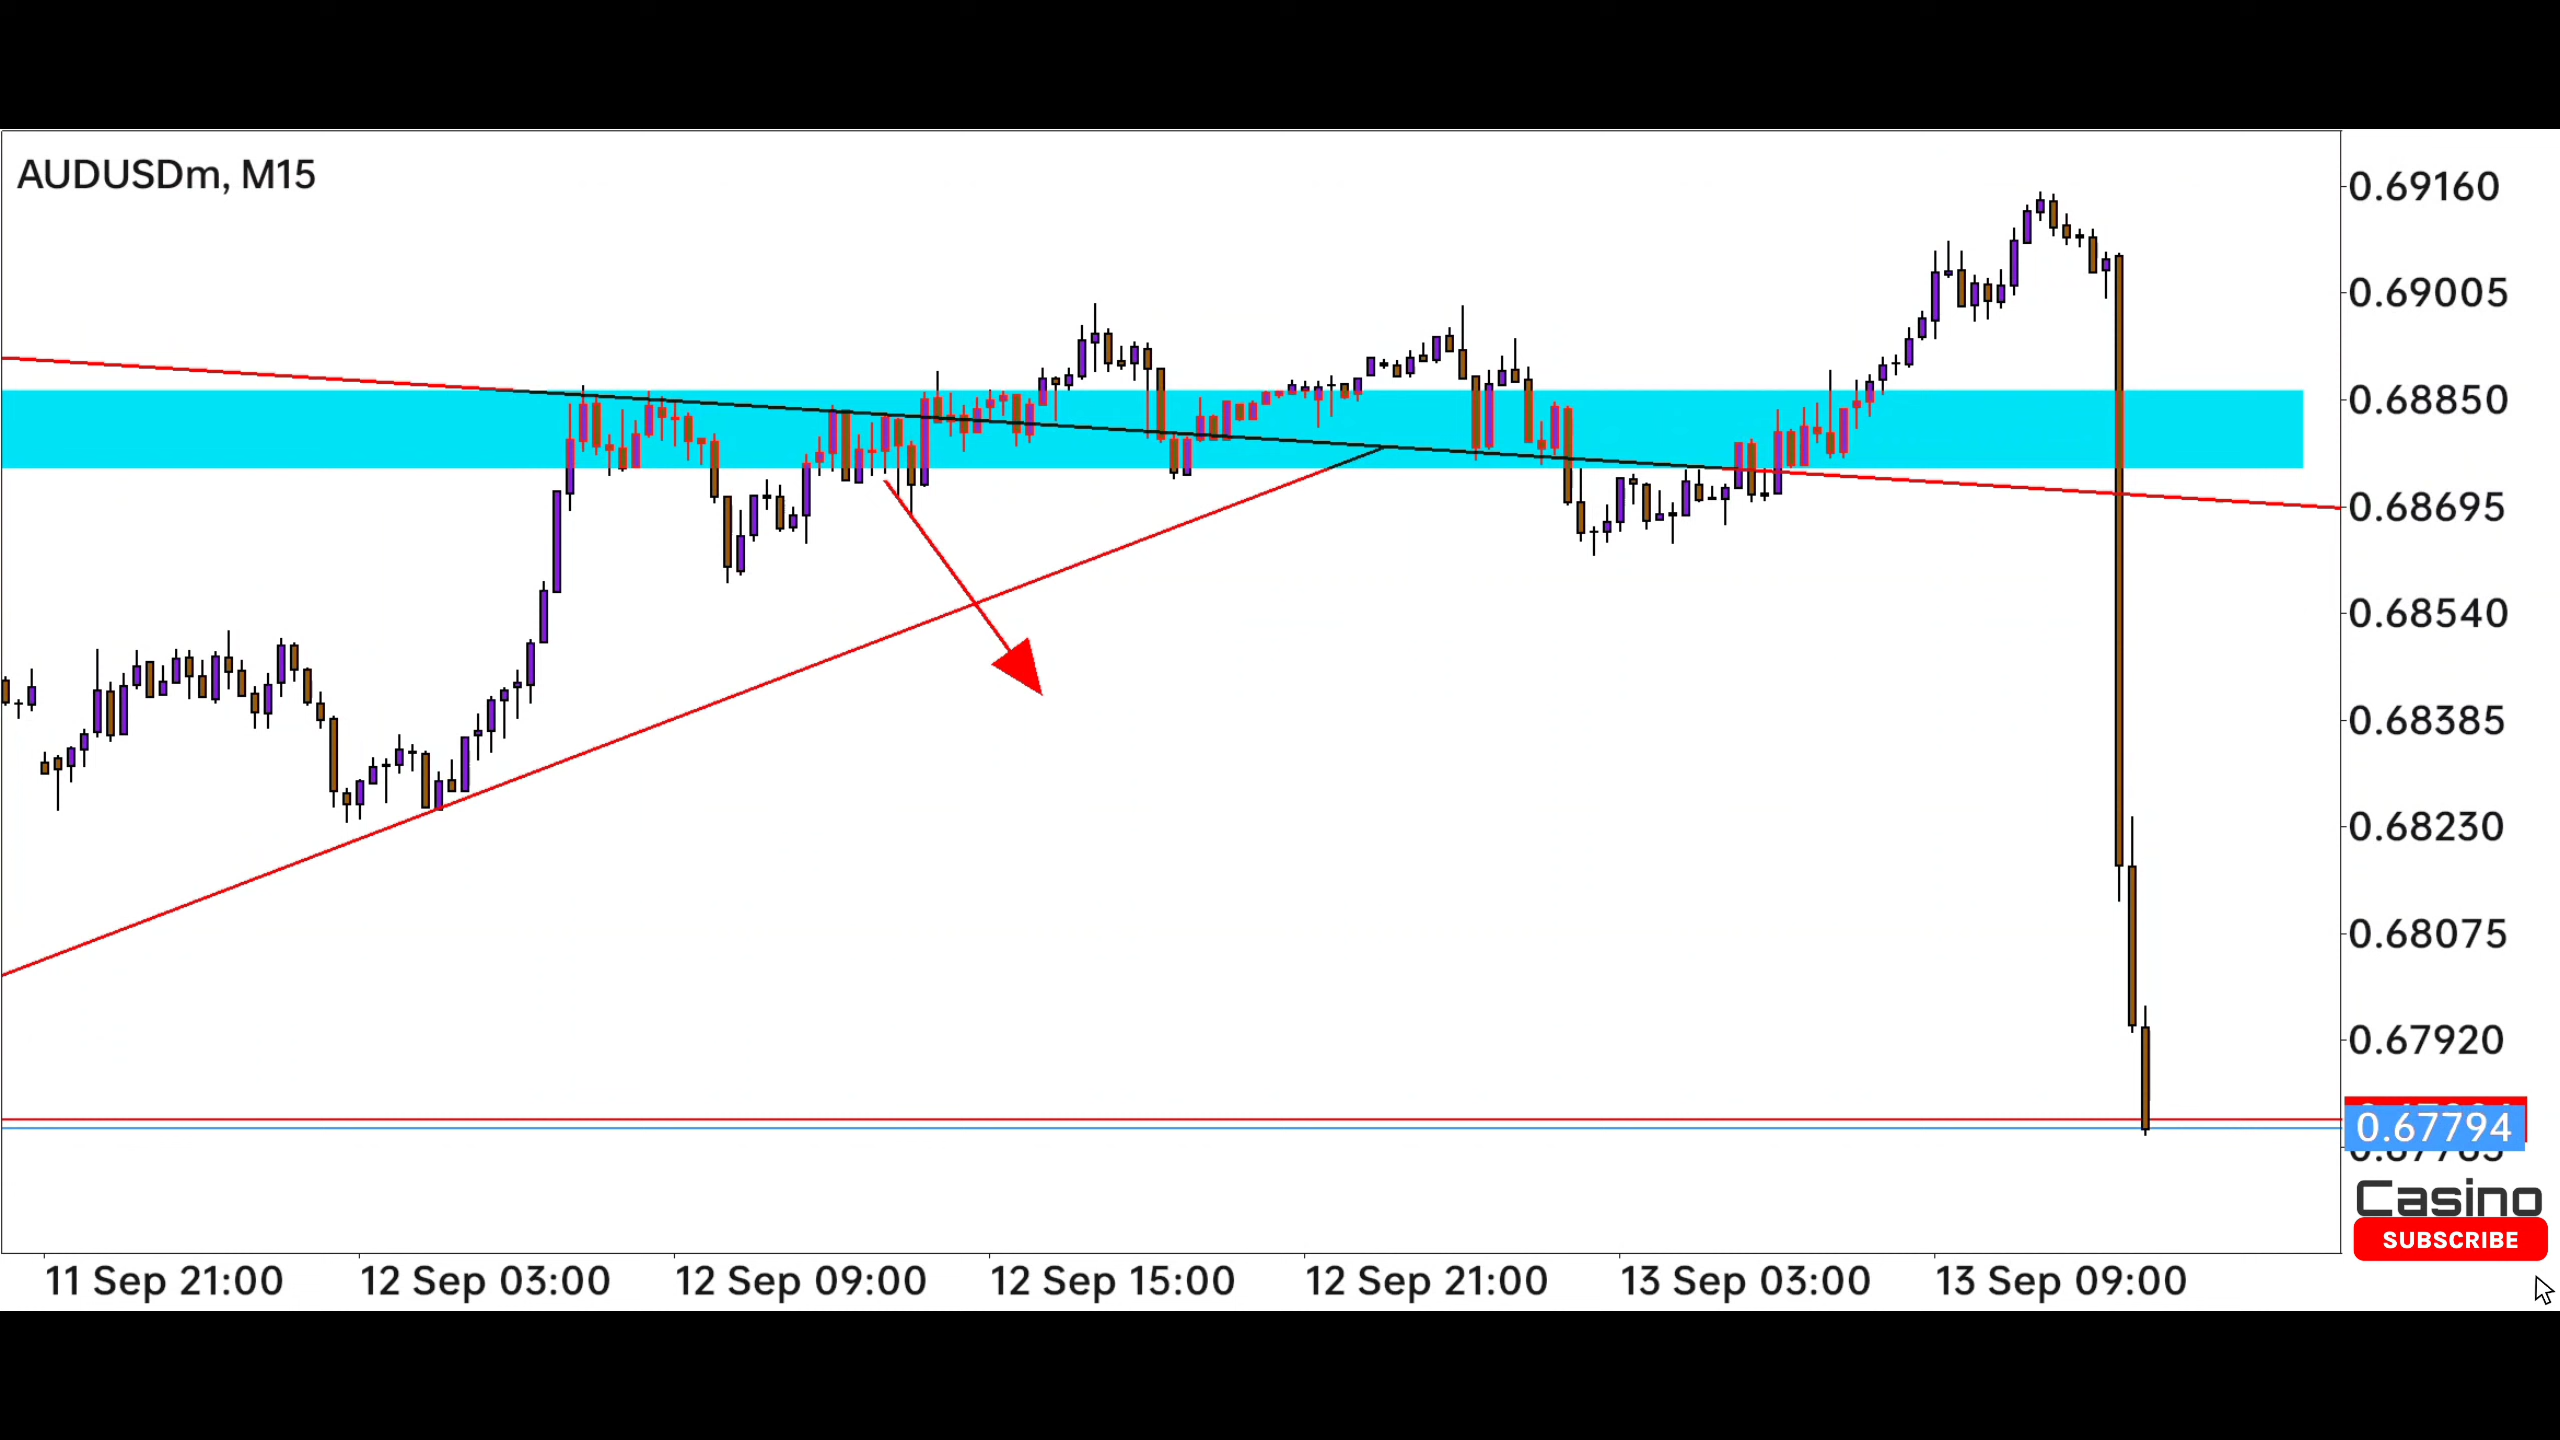 AUDUSDm, M15
0.69160
0.69005
0.68850
0.68695
0.68540
0.68385
0.68230
0.68075
0.67920
0.67794
Casino
SUBSCRIBE
11 Sep 21:00 12 Sep 03:00 12 Sep 09:00 12 Sep 15:00 12 Sep 21:00 13 Sep 03:00 13 Sep 09:00